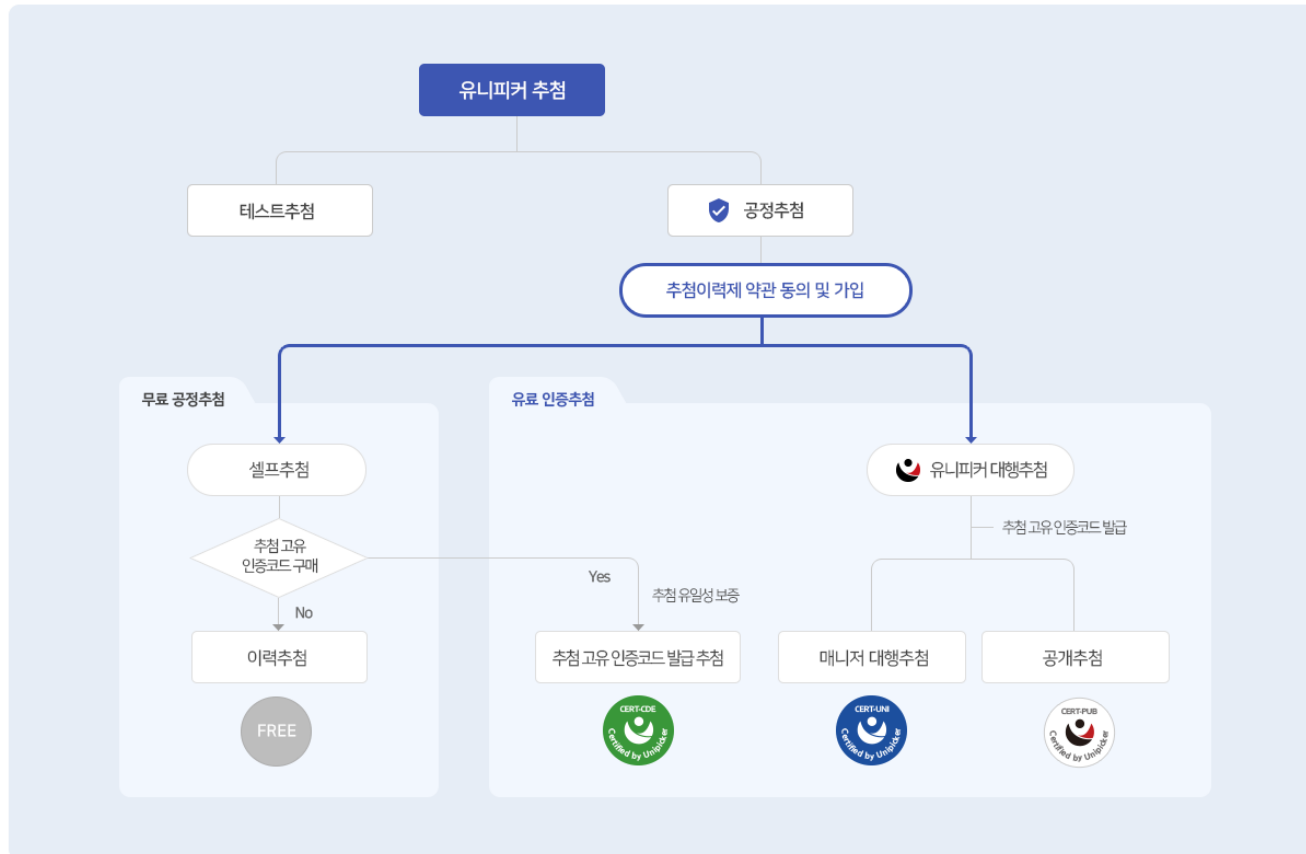 유니피커 추첨
테스트추첨
공정추첨
추첨이력제 약관 동의 및 가입
무료 공정추첨
유료 인증추첨
셀프추첨
유니피커 대행추첨
추첨 고유 인증코드 발급
추첨 고유
인증코드 구매
Yes
추첨 유일성 보증
No
이력추첨
추첨 고유 인증코드 발급 추첨
매니저 대행추첨
공개추첨
FREE
CERT-CDE
Certified by Unipicker
CERT-UNI
Certified by Unipicker
CERT-PUB
Certified by Unipicker